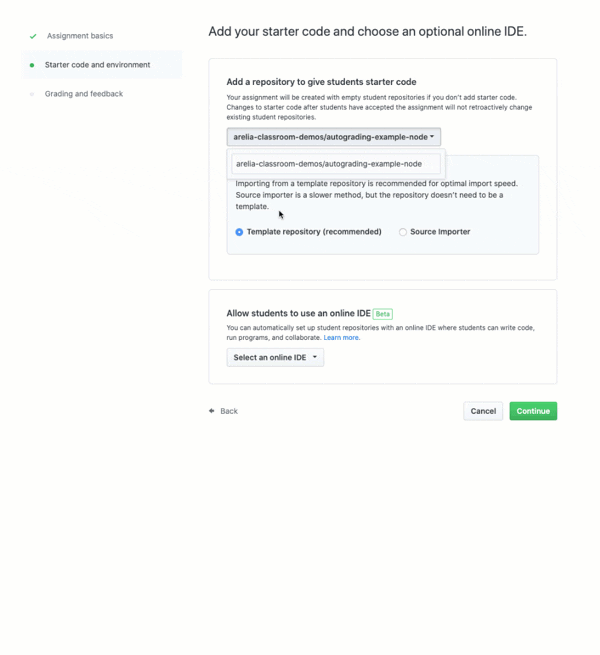 Add your starter code and choose an optional online IDE.
Assignment basics
Starter code and environment
Grading and feedback
Add a repository to give students starter code
Your assignment will be created with empty student repositories if you don't add starter code.
Changes to starter code after students have accepted the assignment will not retroactively change
existing student repositories.
arelia-classroom-demos/autograding-example-node
arelia-classroom-demos/autograding-example-node
Importing from a template repository is recommended for optimal import speed.
Source importer is a slower method, but the repository doesn't need to be a
template.
Template repository (recommended) Source Importer
Allow students to use an online IDE Beta
You can automatically set up student repositories with an online IDE where students can write code,
run programs, and collaborate. Learn more.
Select an online IDE
Back Cancel Continue